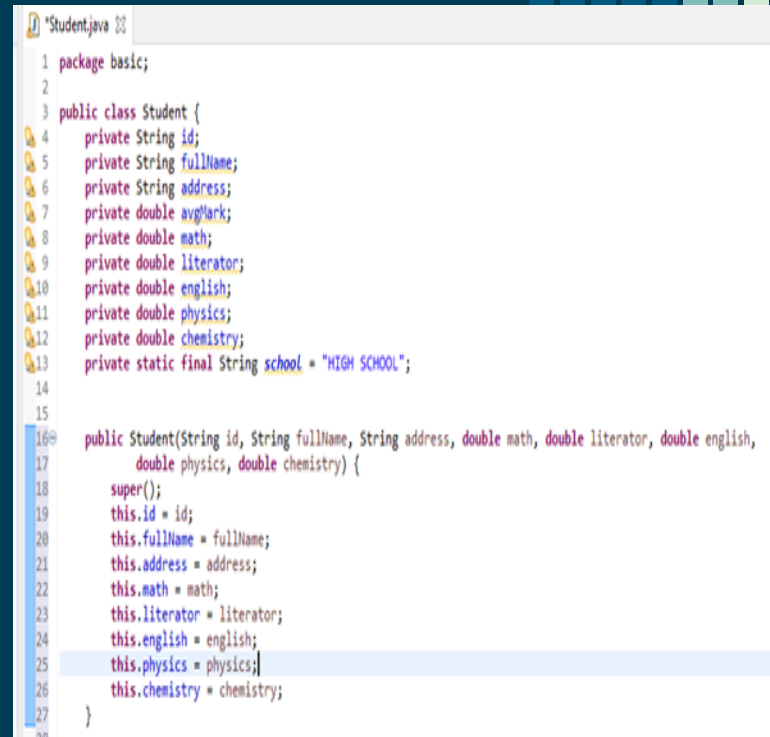 *Student.java
1 package basic;
2
3 public class Student {
4 private String id;
5 private String fullName;
6 private String address;
7 private double avgMark;
8 private double math;
9 private double literator;
10 private double english;
11 private double physics;
12 private double chemistry;
13 private static final String school = "HIGH SCHOOL";
14
15
16 public Student(String id, String fullName, String address, double math, double literator, double english,
17 double physics, double chemistry) {
18 super();
19 this.id = id;
20 this.fullName = fullName;
21 this.address = address;
22 this.math = math;
23 this.literator = literator;
24 this.english = english;
25 this.physics = physics;
26 this.chemistry = chemistry;
27 }